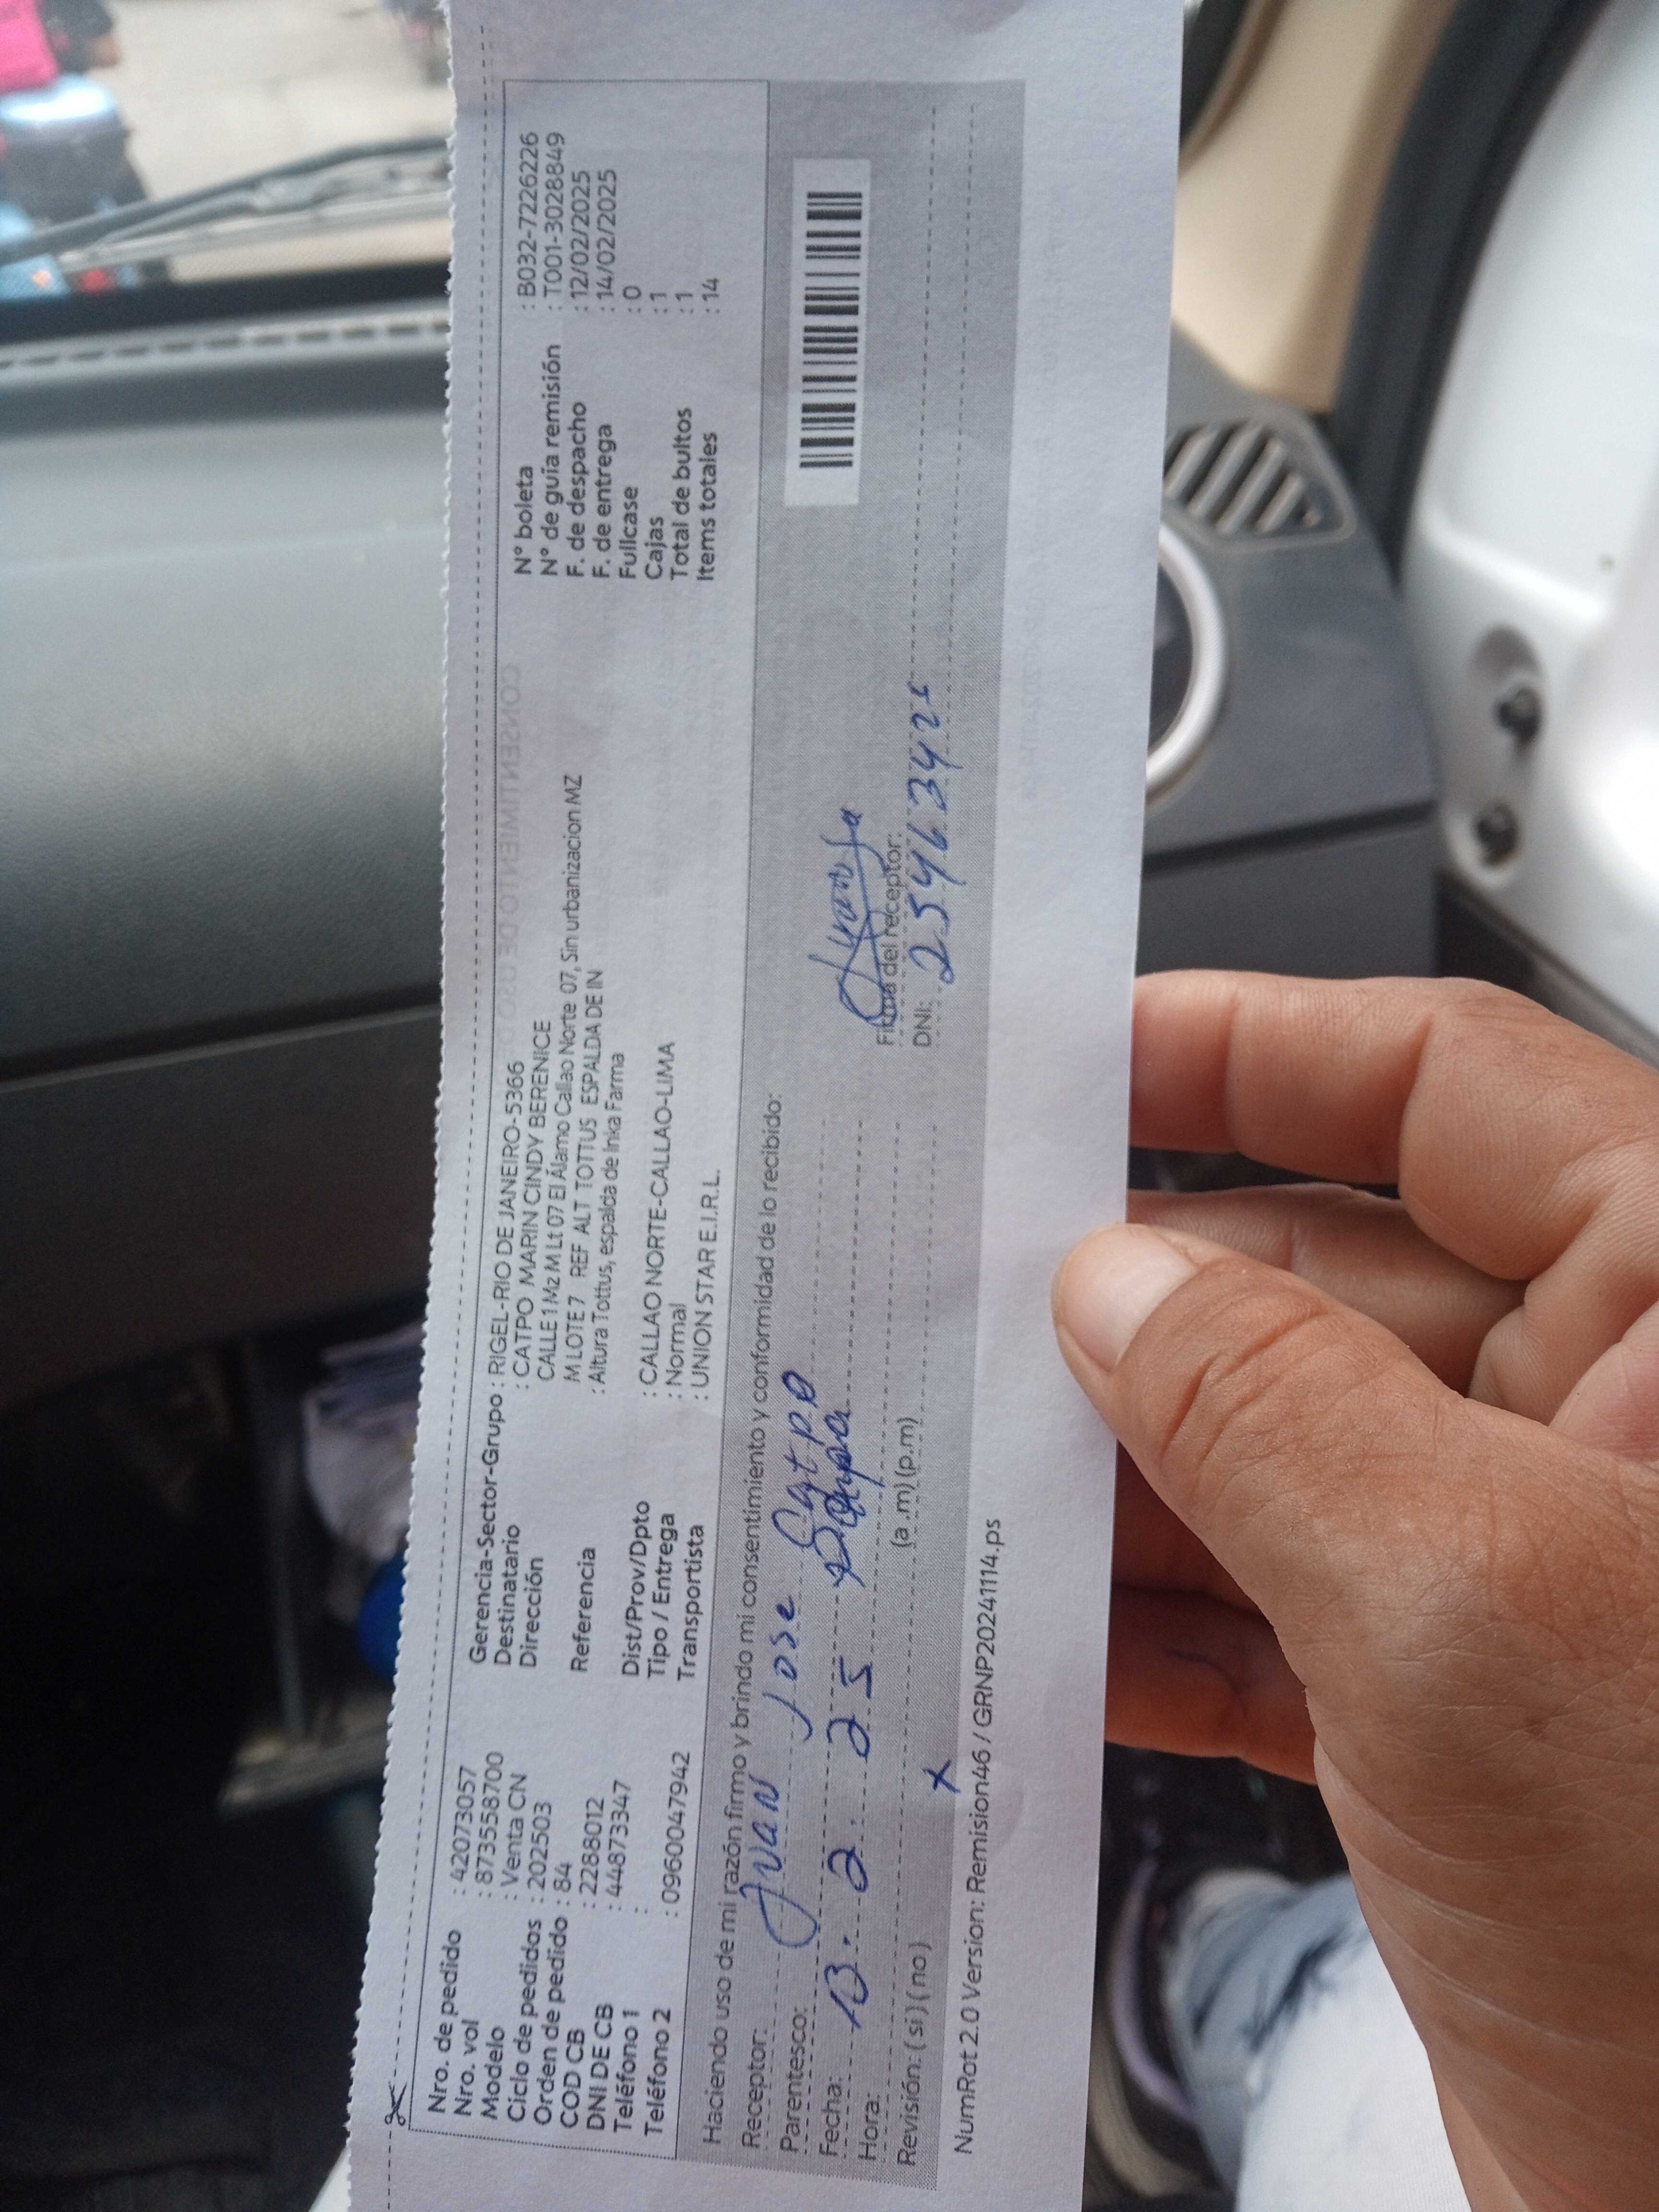 Nro. de pedido : 42073057
Nro. vol : 8735558700
Modelo : Venta CN
Ciclo de pedidos : 202503
Orden de pedido : 84
COD CB : 2288012
DNI DE CB : 44873347
Teléfono 1 :
Teléfono 2 : 0960047942
Gerencia-Sector-Grupo : RIGEL-RIO DE JANEIRO-5366
Destinatario : CATPO MARIN CINDY BERENICE
Dirección CALLE 1 Mz M Lt 07 El Álamo Callao Norte 07, Sin urbanizacion MZ
M LOTE 7 REF ALT TOTTUS ESPALDA DE IN
Referencia : Altura Tottus, espalda de Inka Farma
Dist/Prov/Dpto : CALLAO NORTE-CALLAO-LIMA
Tipo / Entrega : Normal
Transportista : UNION STAR E.I.R.L.
N° boleta : B032-7226226
N° de guía remisión : T001-3028849
F. de despacho : 12/02/2025
F. de entrega : 14/02/2025
Fullcase : 0
Cajas : 1
Total de bultos : 1
Items totales : 14
Haciendo uso de mi razón firmo y brindo mi consentimiento y conformidad de lo recibido:
Receptor: Juan Jose Catpo
Parentesco:
Fecha: 13. 2. 25
Hora: (a.m) (p.m)
Revisión: ( si ) ( no ) x
Firma del receptor:
DNI: 25463425
NumRot 2.0 Version: Remision46 / GRNP20241114.ps